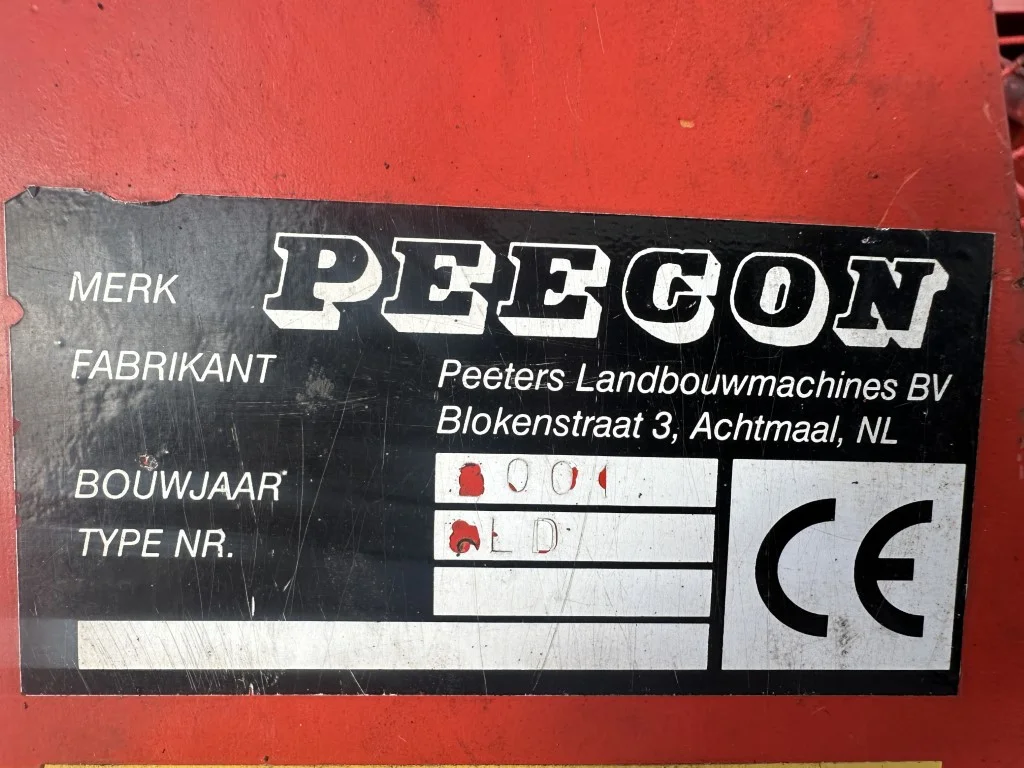 MERK PEECON
FABRIKANT Peeters Landbouwmachines BV
Blokenstraat 3, Achtmaal, NL
BOUWJAAR
TYPE NR.
CE